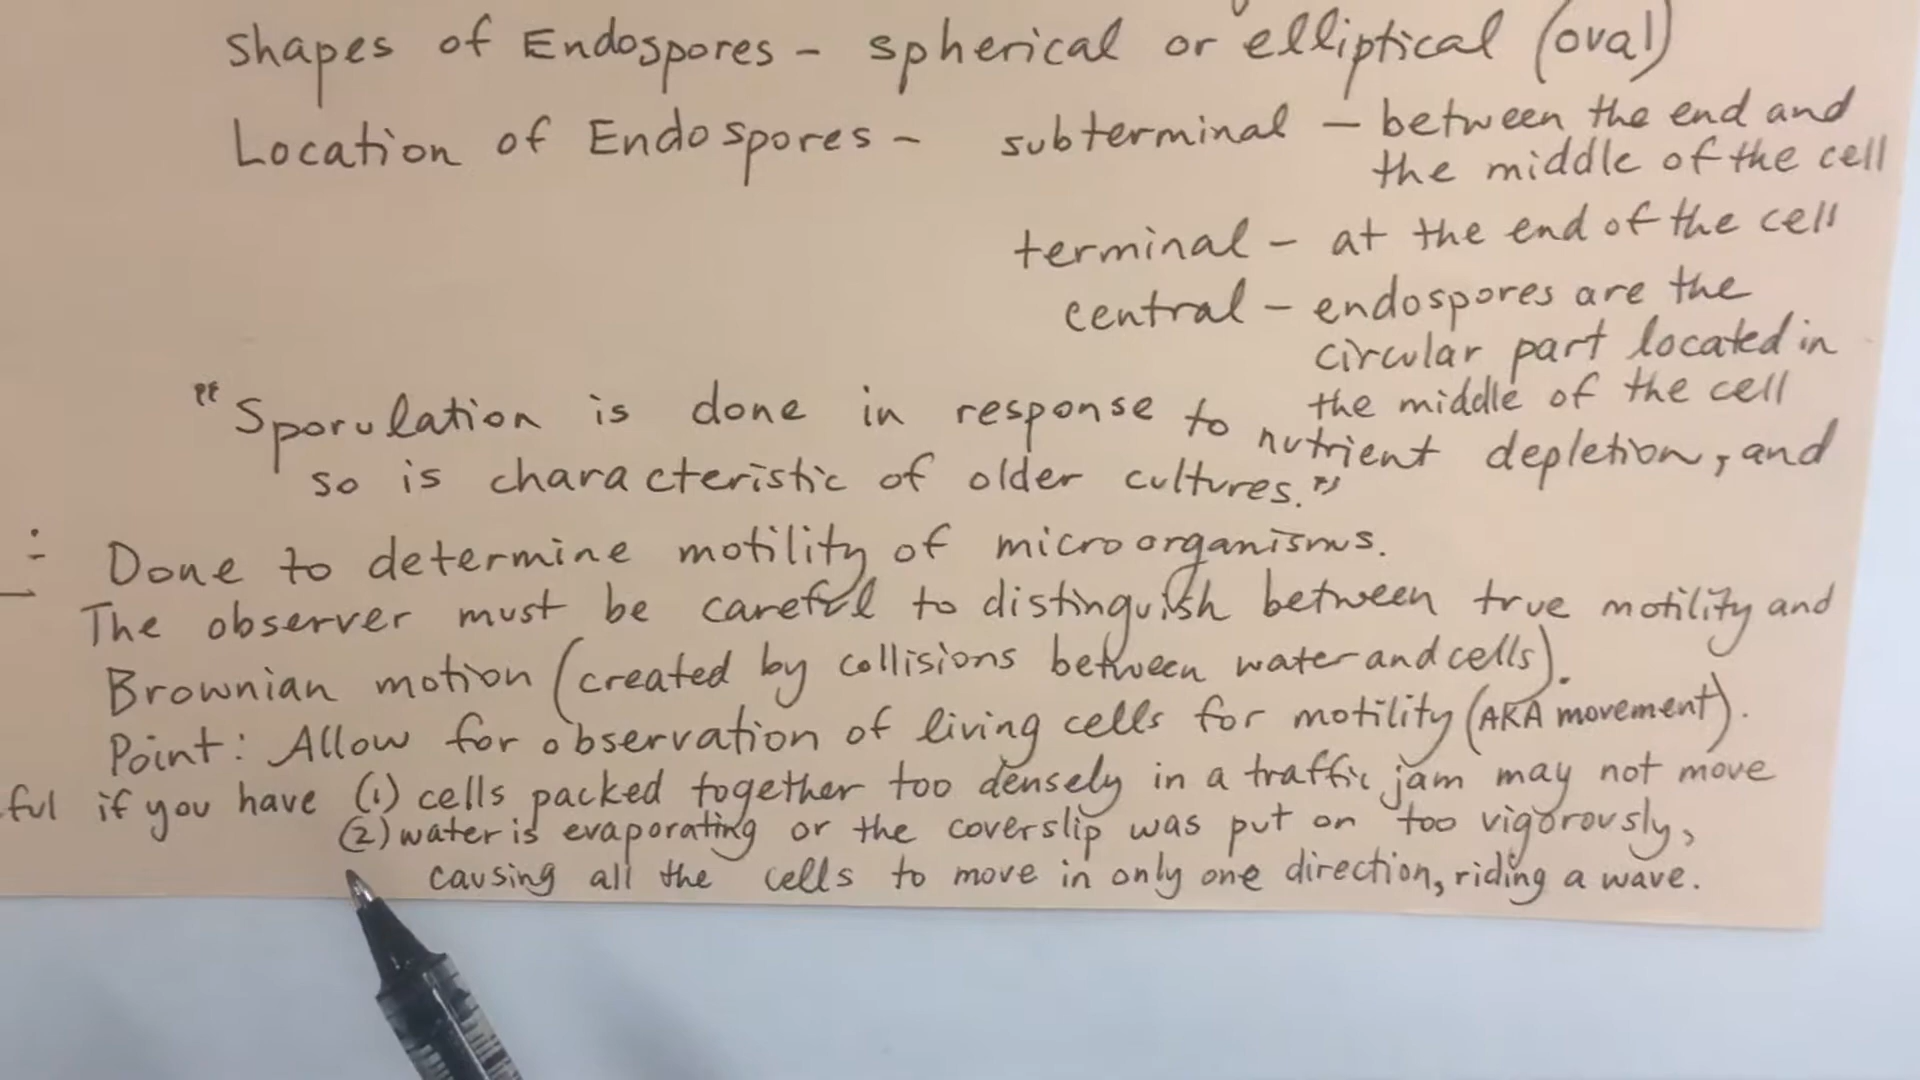 Shapes of Endospores - spherical or elliptical (oval)
Location of Endospores - subterminal - between the end and
the middle of the cell
terminal - at the end of the cell
central - endospores are the
circular part located in
the middle of the cell
"Sporulation is done in response to nutrient depletion, and
so is characteristic of older cultures."
: Done to determine motility of microorganisms.
The observer must be careful to distinguish between true motility and
Brownian motion (created by collisions between water and cells).
Point: Allow for observation of living cells for motility (AKA movement).
ful if you have (1) cells packed together too densely in a traffic jam may not move
(2) water is evaporating or the coverslip was put on too vigorously,
causing all the cells to move in only one direction, riding a wave.